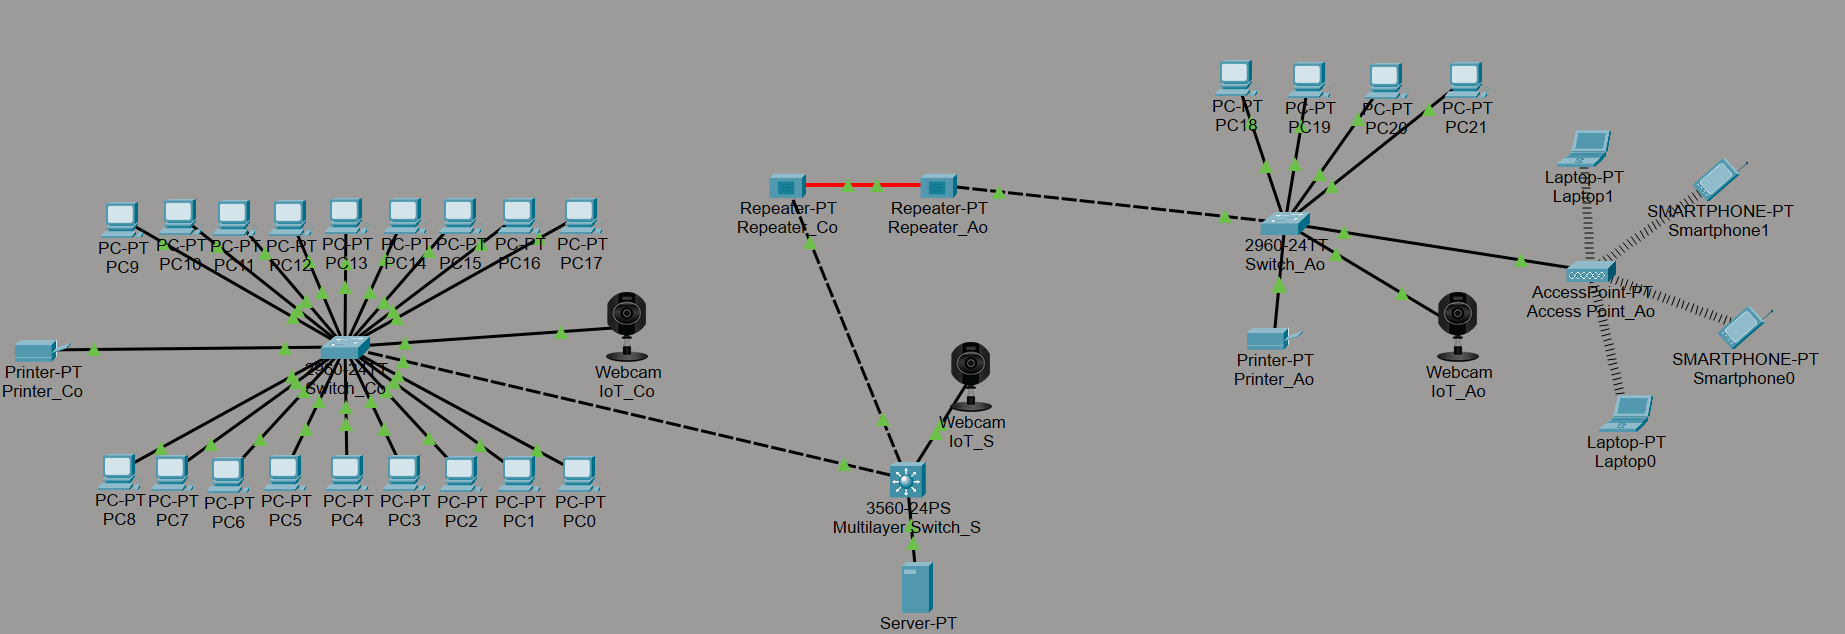 PC-PT
PC18
PC-PT
PC19
PC-PT
PC20
PC-PT
PC21
Laptop-PT
Laptop1
SMARTPHONE-PT
Smartphone1
Repeater-PT
Repeater_Co
Repeater-PT
Repeater_Ao
2960-24TT
Switch_Ao
AccessPoint-PT
Access Point_Ao
PC-PT
PC9
PC-PT
PC10
PC-PT
PC11
PC-PT
PC12
PC-PT
PC13
PC-PT
PC14
PC-PT
PC15
PC-PT
PC16
PC-PT
PC17
Printer-PT
Printer_Co
2960-24TT
Switch_Co
Webcam
IoT_Co
Webcam
IoT_S
Printer-PT
Printer_Ao
Webcam
IoT_Ao
SMARTPHONE-PT
Smartphone0
Laptop-PT
Laptop0
PC-PT
PC8
PC-PT
PC7
PC-PT
PC6
PC-PT
PC5
PC-PT
PC4
PC-PT
PC3
PC-PT
PC2
PC-PT
PC1
PC-PT
PC0
3560-24PS
Multilayer Switch_S
Server-PT